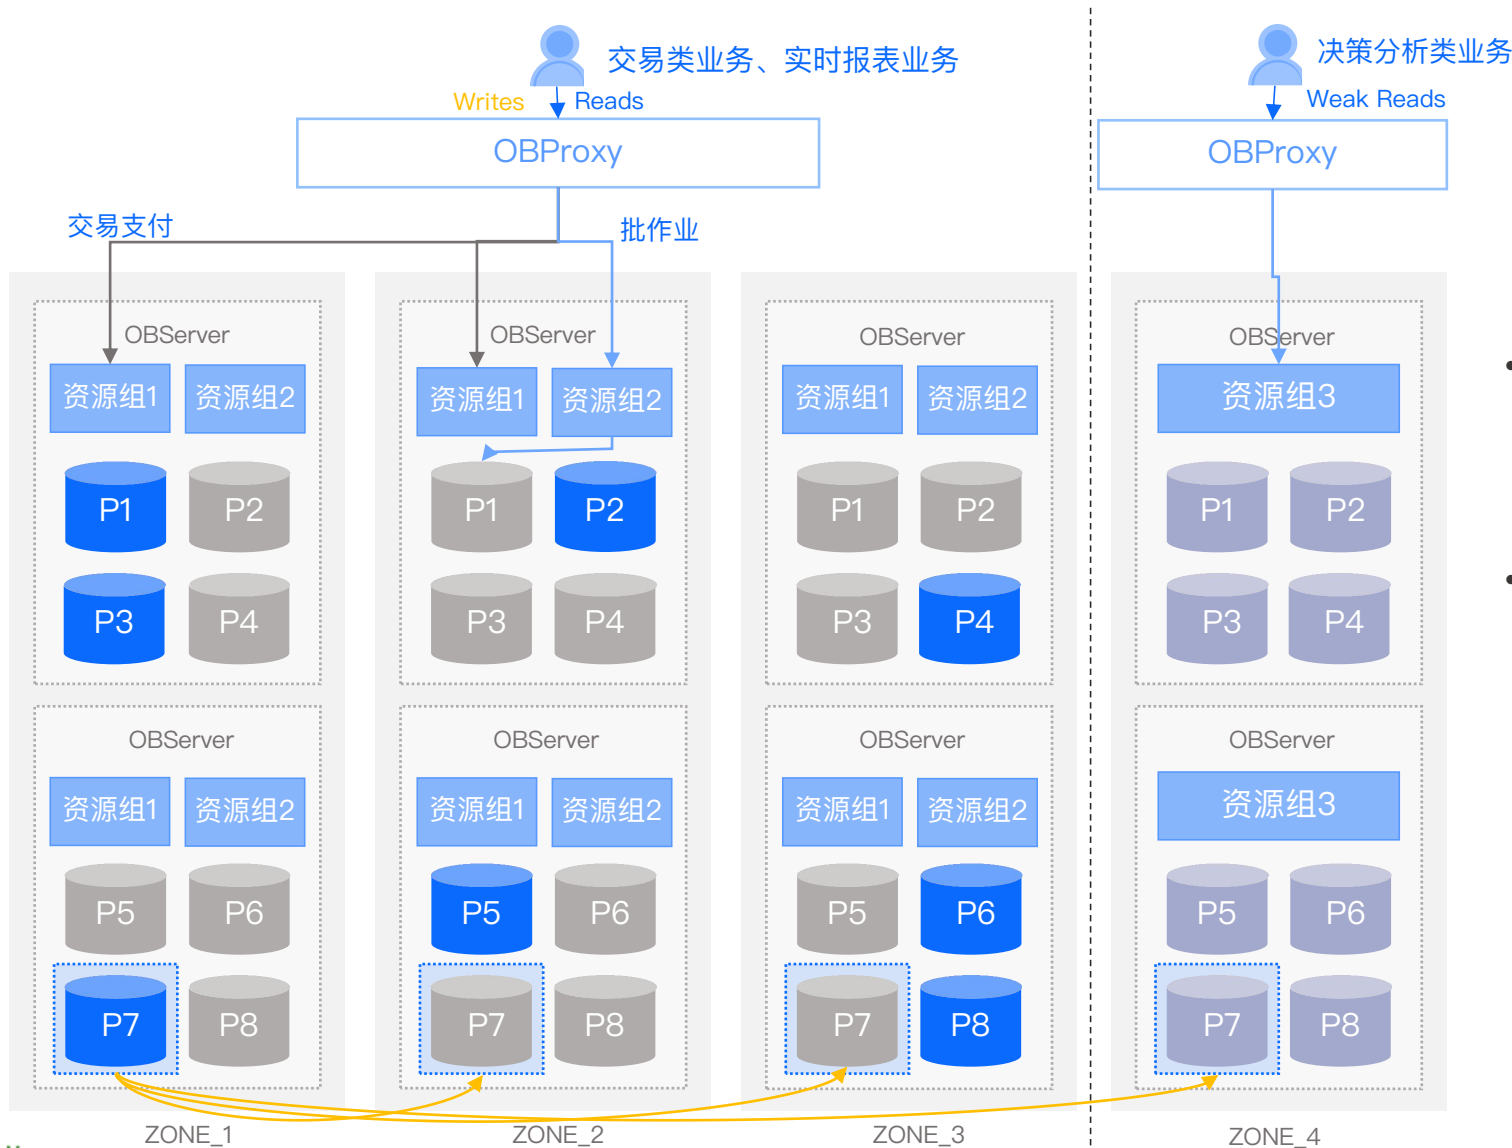 交易类业务、实时报表业务
决策分析类业务
Writes
Reads
Weak Reads
OBProxy
OBProxy
交易支付
批作业
OBServer
资源组1
资源组2
P1
P2
P3
P4
OBServer
资源组1
资源组2
P1
P2
P3
P4
OBServer
资源组1
资源组2
P1
P2
P3
P4
OBServer
资源组3
P1
P2
P3
P4
OBServer
资源组1
资源组2
P5
P6
P7
P8
OBServer
资源组1
资源组2
P5
P6
P7
P8
OBServer
资源组1
资源组2
P5
P6
P7
P8
OBServer
资源组3
P5
P6
P7
P8
ZONE_1
ZONE_2
ZONE_3
ZONE_4